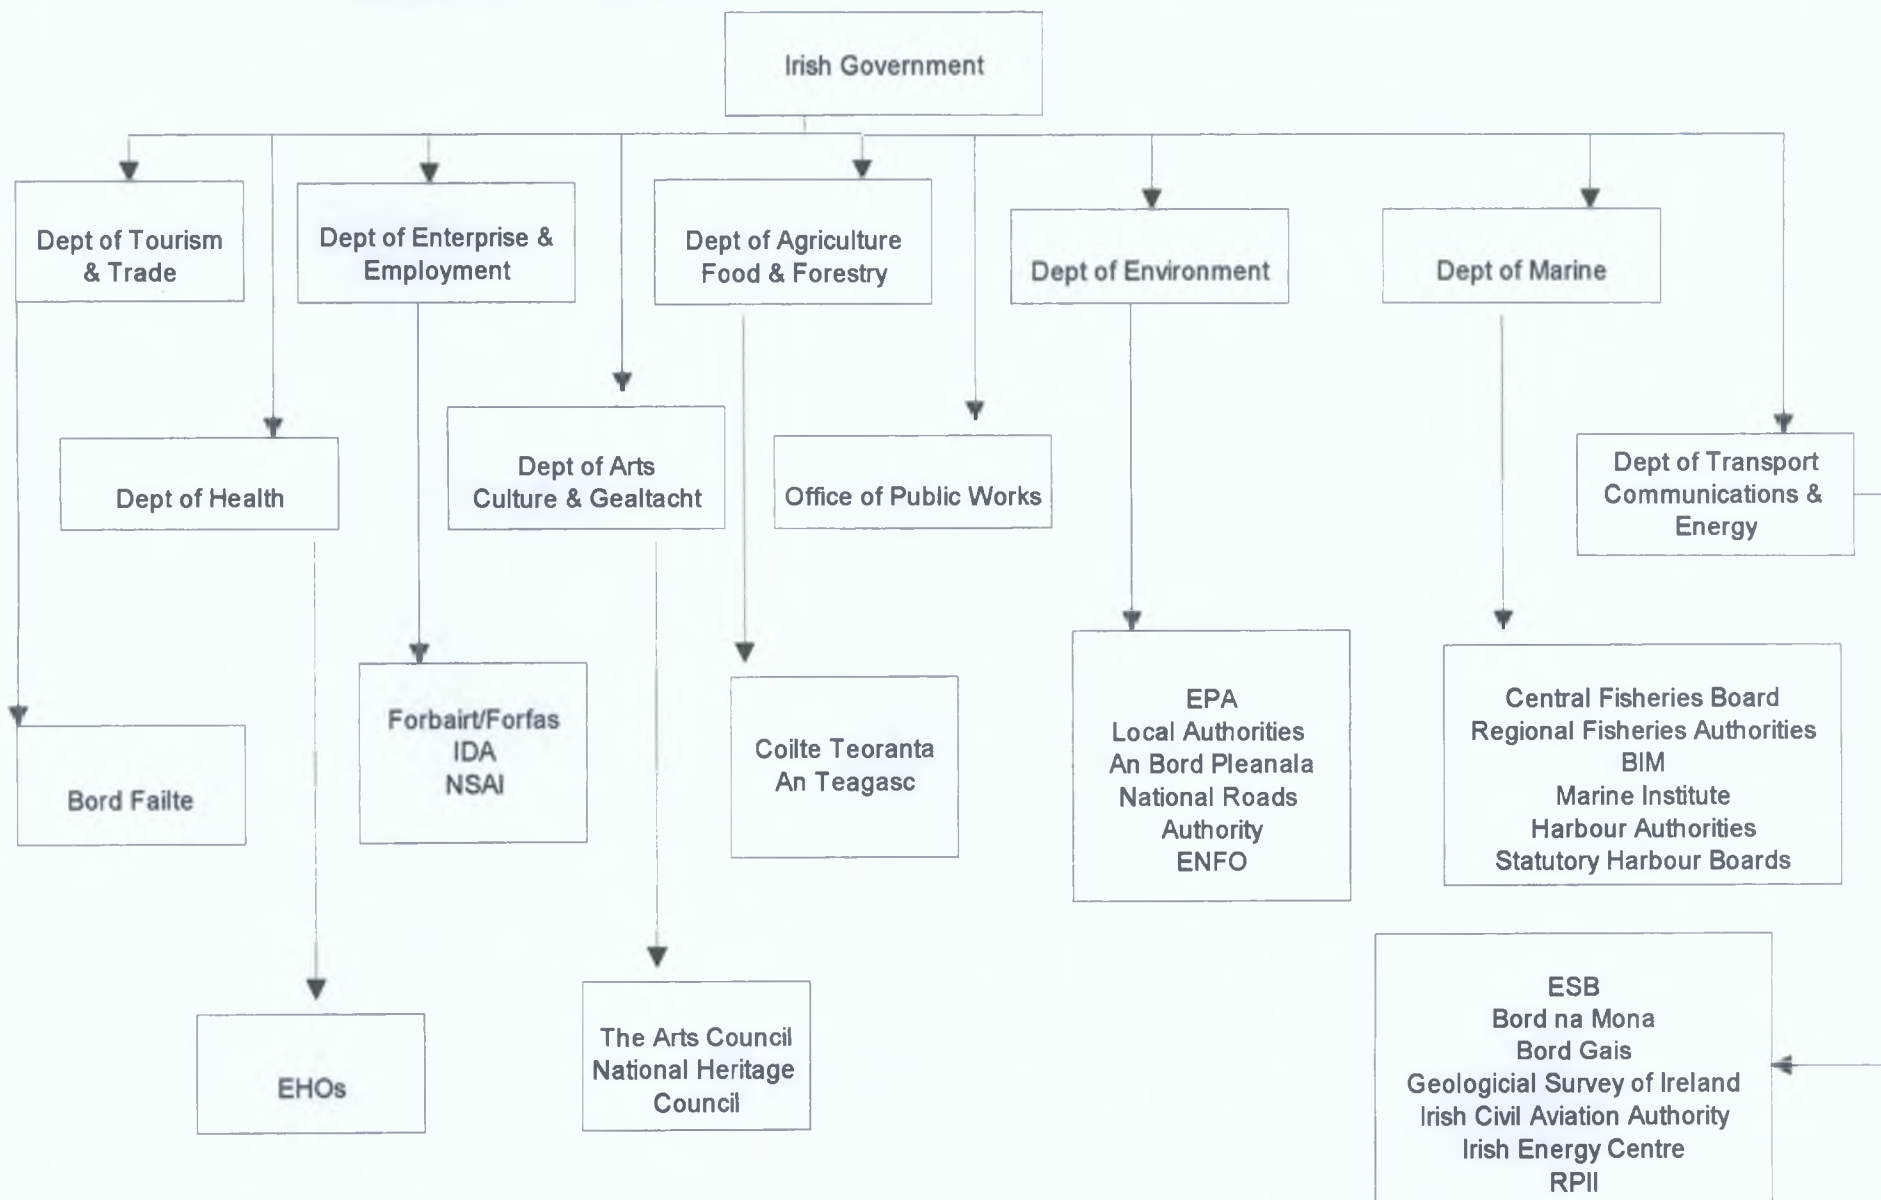 Irish Government
Dept of Tourism
& Trade
Dept of Enterprise &
Employment
Dept of Agriculture
Food & Forestry
Dept of Environment
Dept of Marine
Dept of Health
Dept of Arts
Culture & Gealtacht
Office of Public Works
Dept of Transport
Communications &
Energy
Bord Failte
Forbairt/Forfas
IDA
NSAI
Coilte Teoranta
An Teagasc
EPA
Local Authorities
An Bord Pleanala
National Roads
Authority
ENFO
Central Fisheries Board
Regional Fisheries Authorities
BIM
Marine Institute
Harbour Authorities
Statutory Harbour Boards
EHOs
The Arts Council
National Heritage
Council
ESB
Bord na Mona
Bord Gais
Geologicial Survey of Ireland
Irish Civil Aviation Authority
Irish Energy Centre
RPII